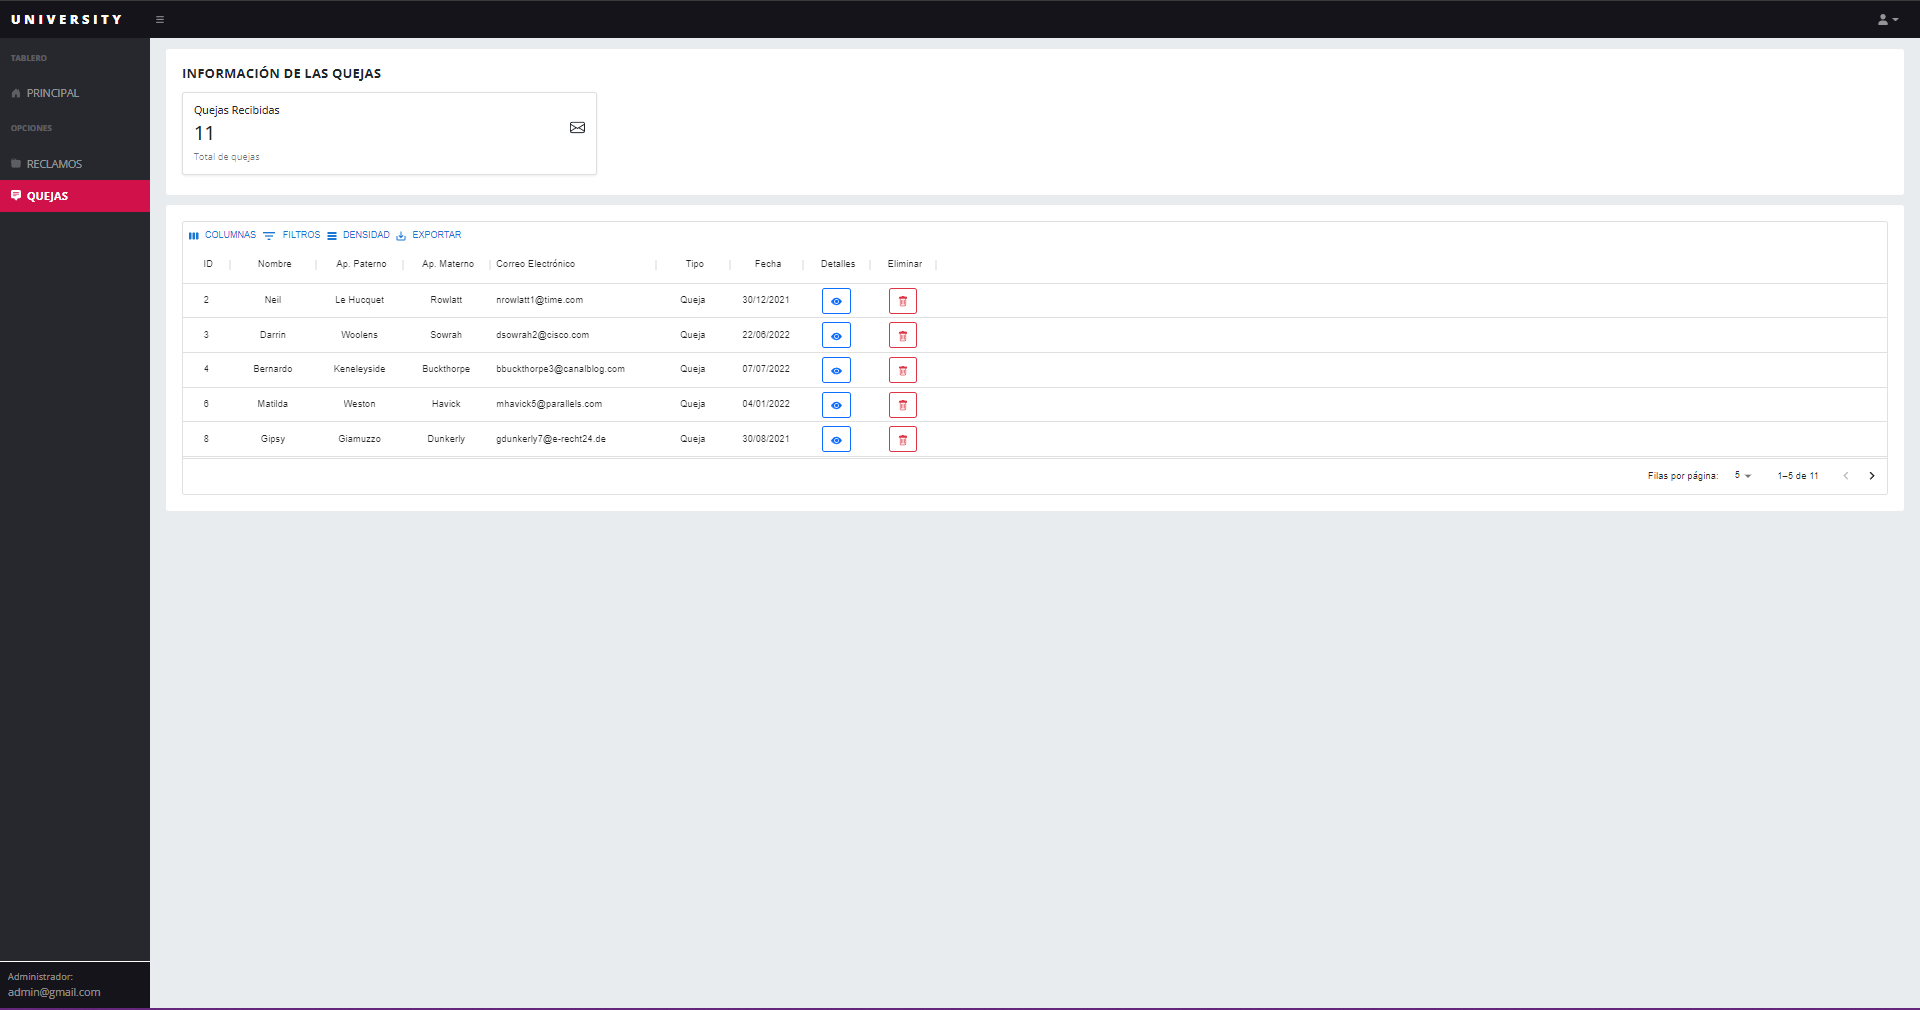 UNIVERSITY
TABLERO
PRINCIPAL
OPCIONES
RECLAMOS
QUEJAS
INFORMACIÓN DE LAS QUEJAS
Quejas Recibidas
11
Total de quejas
COLUMNAS FILTROS DENSIDAD EXPORTAR
ID Nombre Ap. Paterno Ap. Materno Correo Electrónico Tipo Fecha Detalles Eliminar
2 Neil Le Hucquet Rowlatt nrowlatt1@time.com Queja 30/12/2021
3 Darrin Woolens Sowrah dsowrah2@cisco.com Queja 22/06/2022
4 Bernardo Keneleyside Buckthorpe bbuckthorpe3@canalblog.com Queja 07/07/2022
6 Matilda Weston Havick mhavick5@parallels.com Queja 04/01/2022
8 Gipsy Giamuzzo Dunkerly gdunkerly7@e-recht24.de Queja 30/08/2021
Filas por página: 5 1–5 de 11
Administrador:
admin@gmail.com